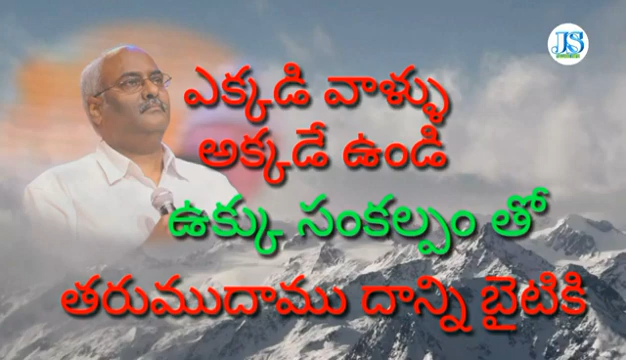 JS
ఎక్కడి వాళ్ళు
అక్కడే ఉండి
ఉక్కు సంకల్పం తో
తరుముదాము దాన్ని బైటికి